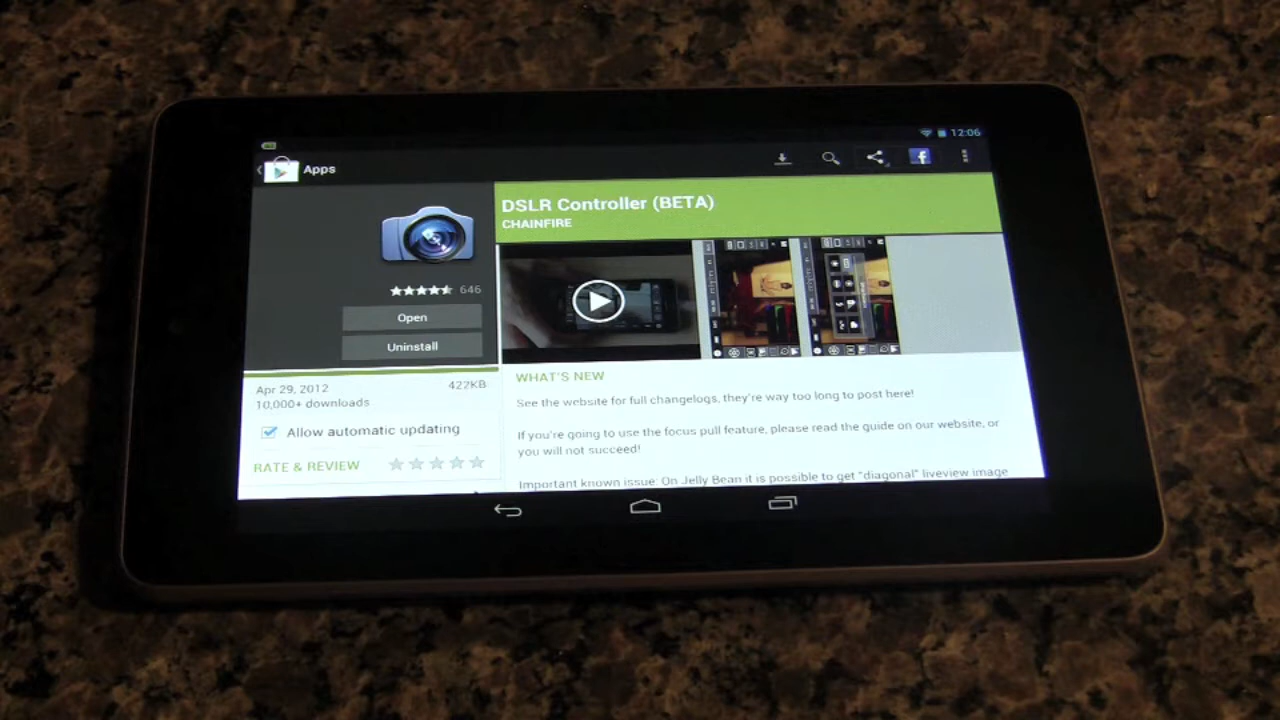 12:06
Apps
DSLR Controller (BETA)
CHAINFIRE
646
Open
Uninstall
Apr 29, 2012
422KB
10,000+ downloads
Allow automatic updating
RATE & REVIEW
WHAT'S NEW
See the website for full changelogs, they're way too long to post here!
If you're going to use the focus pull feature, please read the guide on our website, or
you will not succeed!
Important known issue: On Jelly Bean it is possible to get "diagonal" liveview image